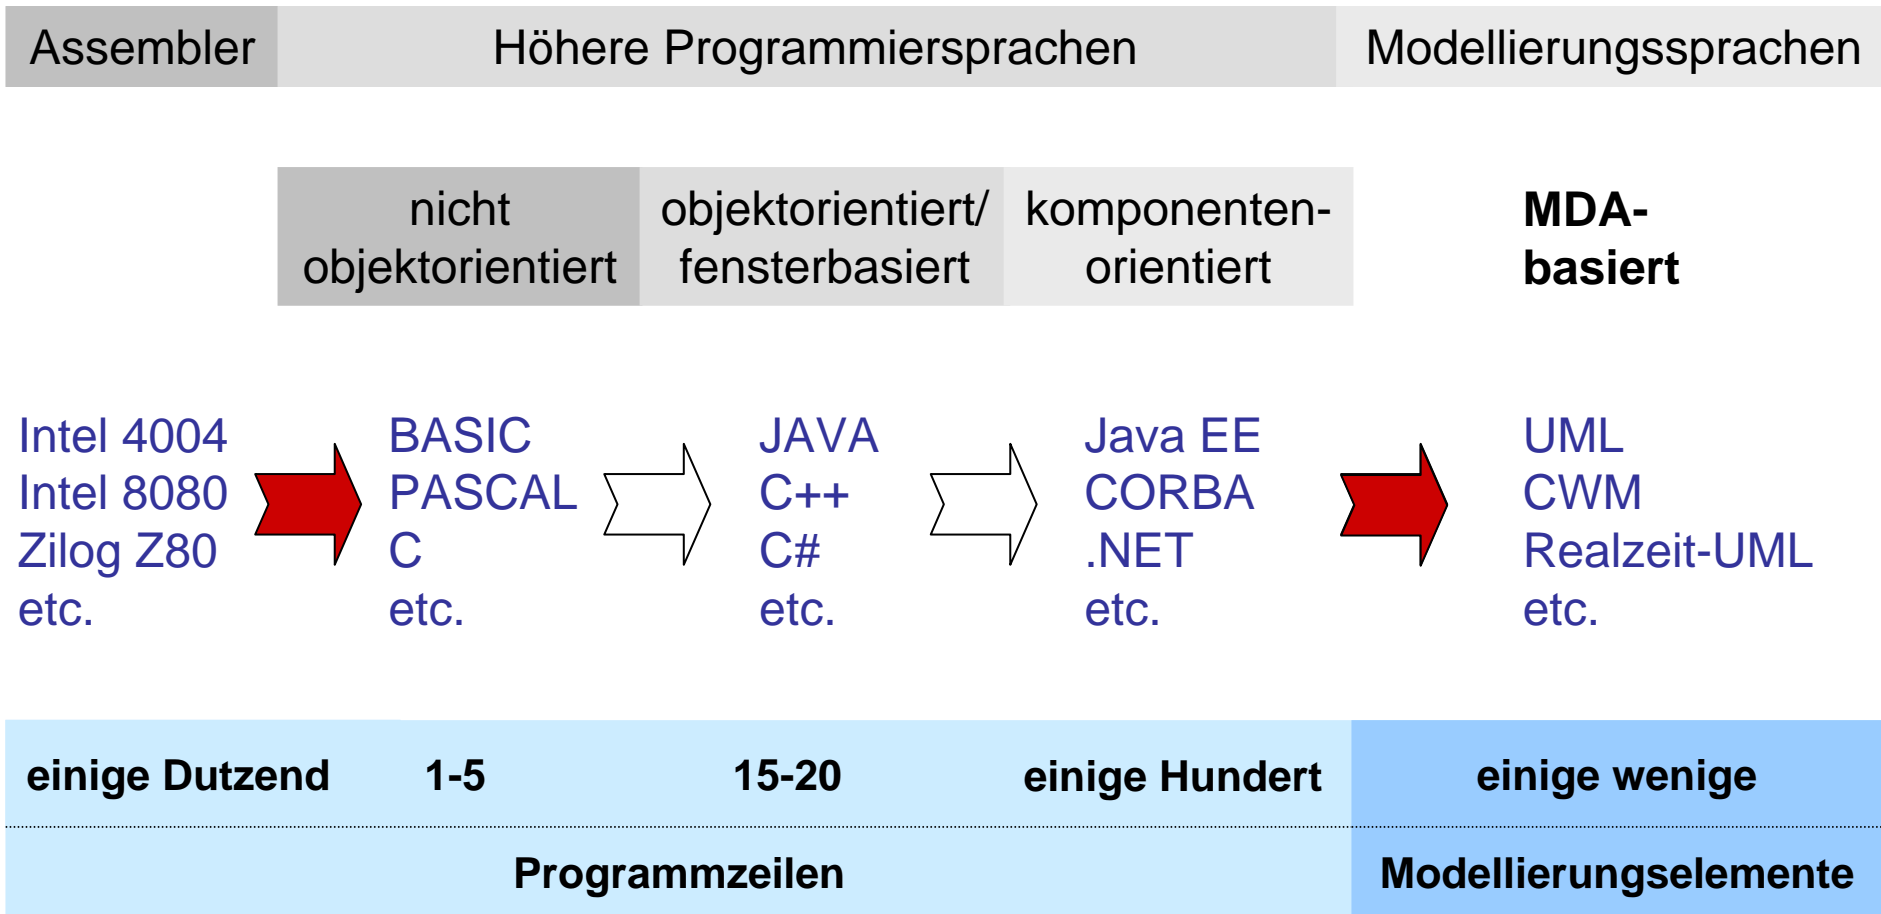 Assembler
Höhere Programmiersprachen
Modellierungssprachen
nicht
objektorientiert
objektorientiert/
fensterbasiert
komponenten-
orientiert
MDA-
basiert
Intel 4004
Intel 8080
Zilog Z80
etc.
BASIC
PASCAL
C
etc.
JAVA
C++
C#
etc.
Java EE
CORBA
.NET
etc.
UML
CWM
Realzeit-UML
etc.
einige Dutzend
1-5
15-20
einige Hundert
einige wenige
Programmzeilen
Modellierungselemente